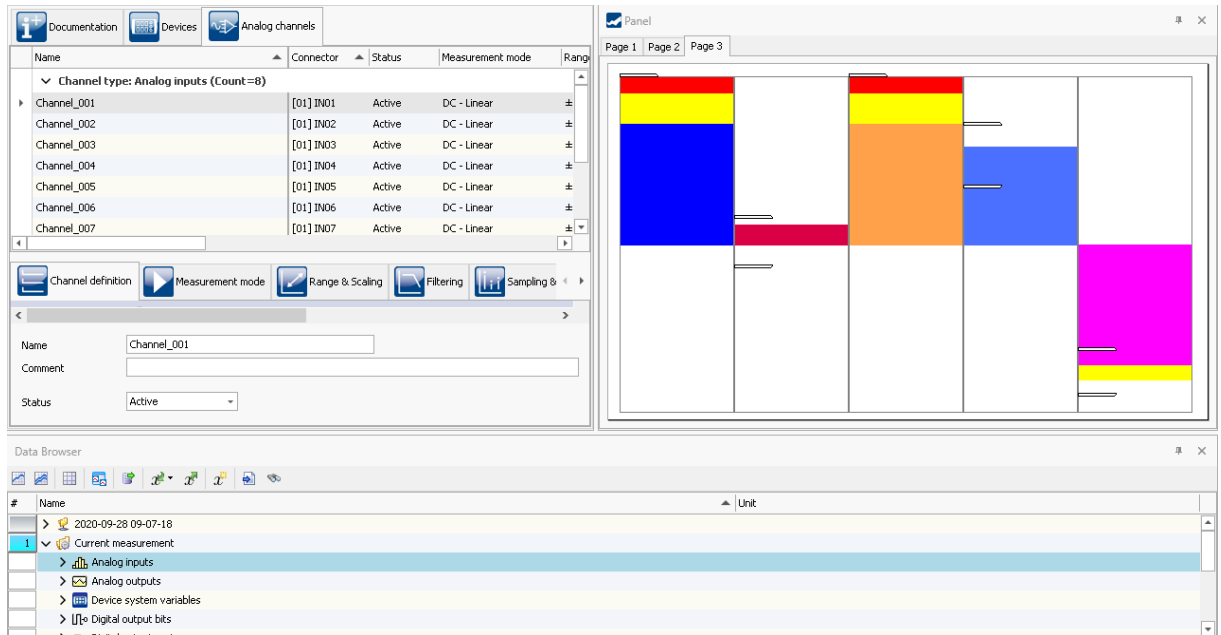 Documentation Devices Analog channels
Name Connector Status Measurement mode Rang
Channel type: Analog inputs (Count=8)
Channel_001 [01] IN01 Active DC - Linear ±
Channel_002 [01] IN02 Active DC - Linear ±
Channel_003 [01] IN03 Active DC - Linear ±
Channel_004 [01] IN04 Active DC - Linear ±
Channel_005 [01] IN05 Active DC - Linear ±
Channel_006 [01] IN06 Active DC - Linear ±
Channel_007 [01] IN07 Active DC - Linear ±
Channel definition Measurement mode Range & Scaling Filtering Sampling &
Name Channel_001
Comment
Status Active
Panel
Page 1 Page 2 Page 3
Data Browser
# Name Unit
2020-09-28 09-07-18
1 Current measurement
Analog inputs
Analog outputs
Device system variables
Digital output bits